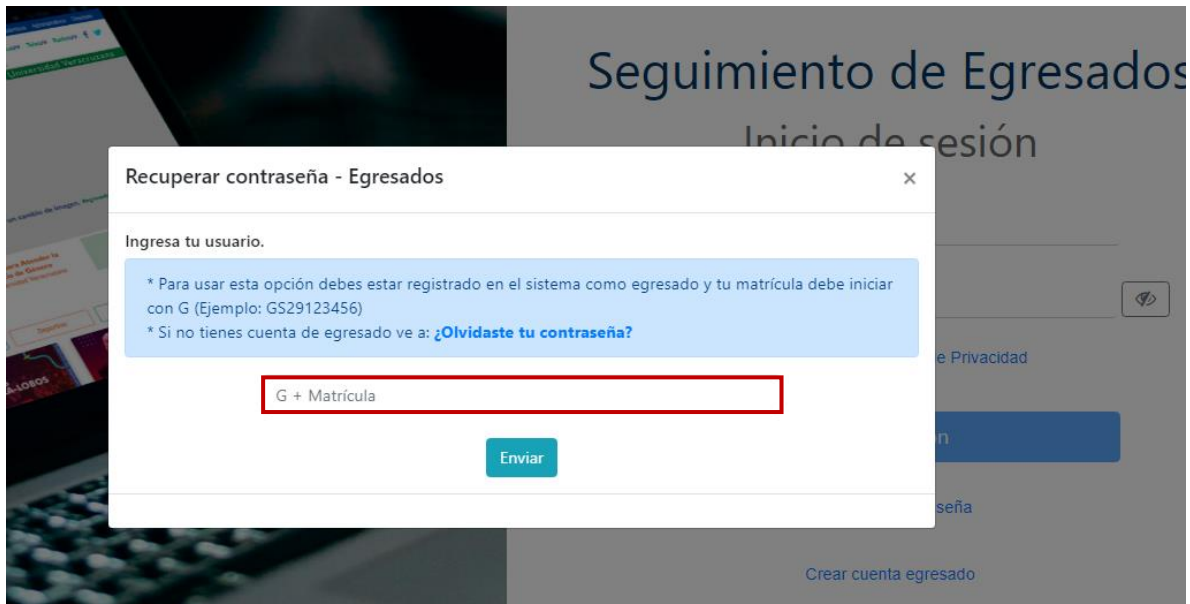 Universidad Veracruzana
Seguimiento de Egresados
Inicio de sesión
Recuperar contraseña - Egresados
×
Ingresa tu usuario.
* Para usar esta opción debes estar registrado en el sistema como egresado y tu matrícula debe iniciar
con G (Ejemplo: GS29123456)
* Si no tienes cuenta de egresado ve a: ¿Olvidaste tu contraseña?
G + Matrícula
Enviar
e Privacidad
n
seña
Crear cuenta egresado